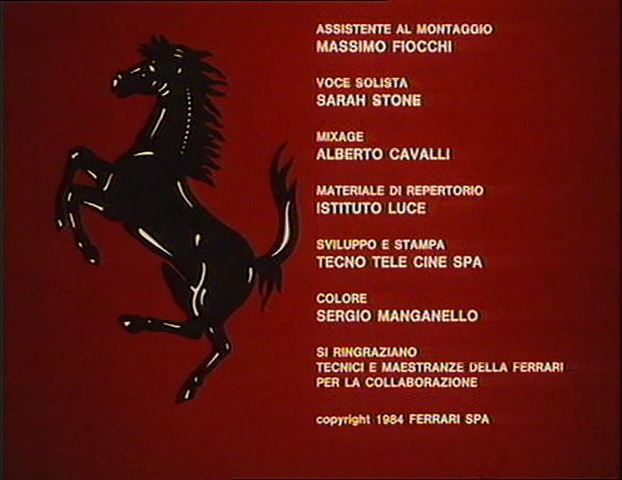 ASSISTENTE AL MONTAGGIO
MASSIMO FIOCCHI
VOCE SOLISTA
SARAH STONE
MIXAGE
ALBERTO CAVALLI
MATERIALE DI REPERTORIO
ISTITUTO LUCE
SVILUPPO E STAMPA
TECNO TELE CINE SPA
COLORE
SERGIO MANGANELLO
SI RINGRAZIANO
TECNICI E MAESTRANZE DELLA FERRARI
PER LA COLLABORAZIONE
copyright 1984 FERRARI SPA